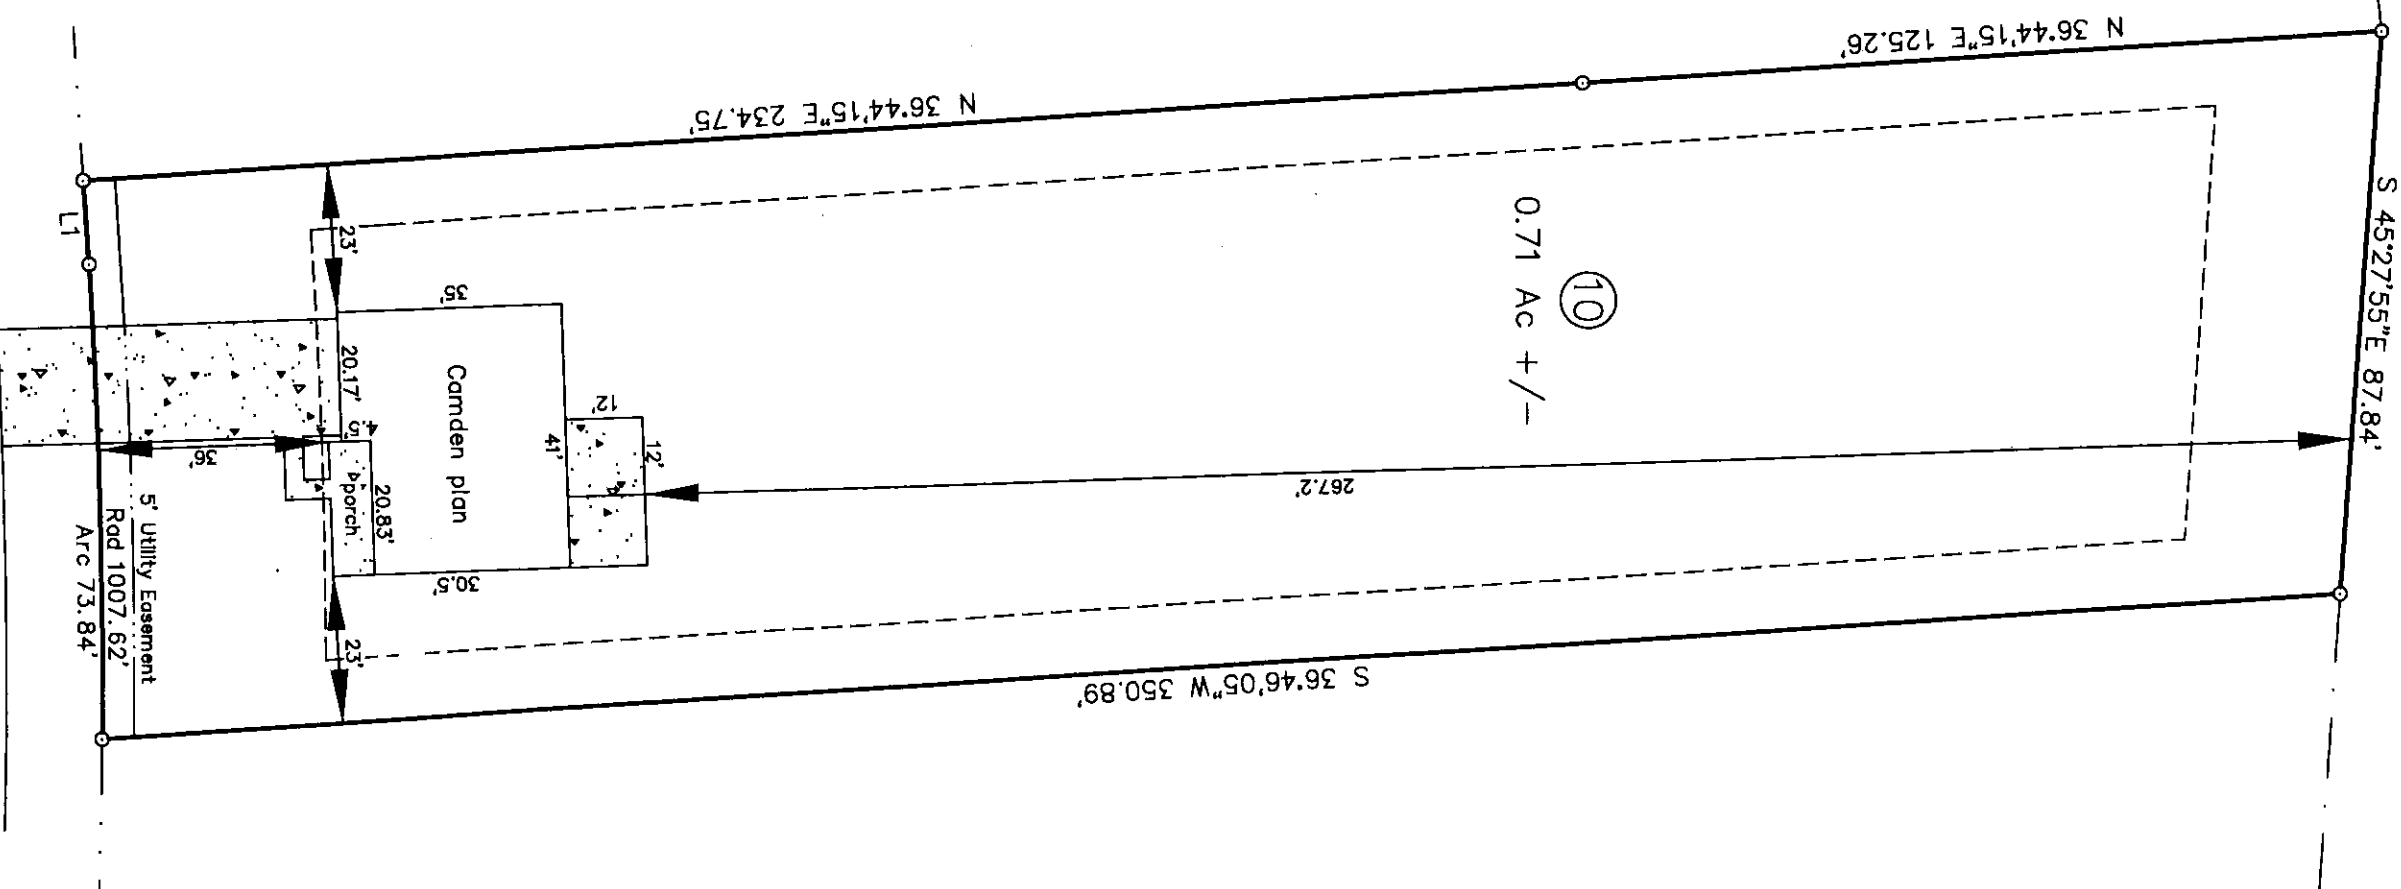 N 36°44'15"E 125.26'
N 36°44'15"E 234.75'
S 45°27'55"E 87.84'
L1
23'
35'
0.71 Ac +/-
10
20.17'
Camden plan
12'
12'
41'
4.5'
36'
porch
20.83'
267.2'
30.5'
5' Utility Easement
Rad 1007.62'
Arc 73.84'
23'
S 36°46'05"W 350.89'